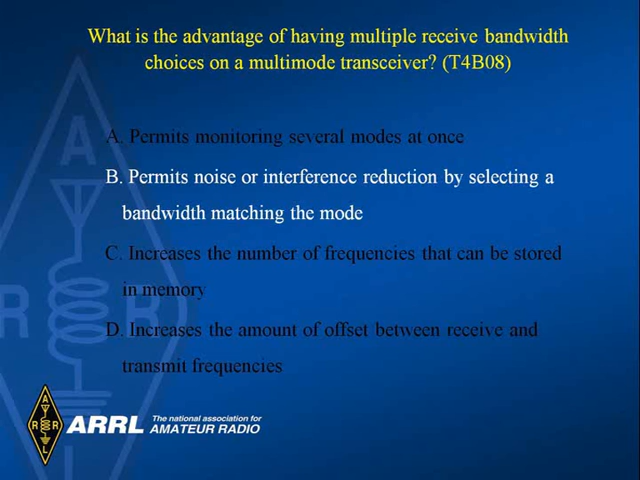 What is the advantage of having multiple receive bandwidth
choices on a multimode transceiver? (T4B08)
A. Permits monitoring several modes at once
B. Permits noise or interference reduction by selecting a
bandwidth matching the mode
C. Increases the number of frequencies that can be stored
in memory
D. Increases the amount of offset between receive and
transmit frequencies
A
R R
L
A
R R
L
ARRL The national association for
AMATEUR RADIO